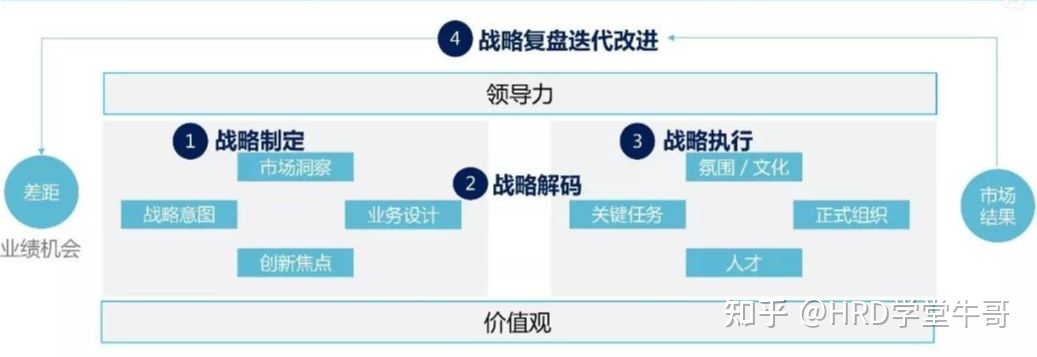 4 战略复盘迭代改进
领导力
1 战略制定
3 战略执行
市场洞察
氛围 / 文化
2 战略解码
差距
战略意图
业务设计
关键任务
正式组织
市场
结果
业绩机会
创新焦点
人才
价值观
知乎 @HRD学堂牛哥